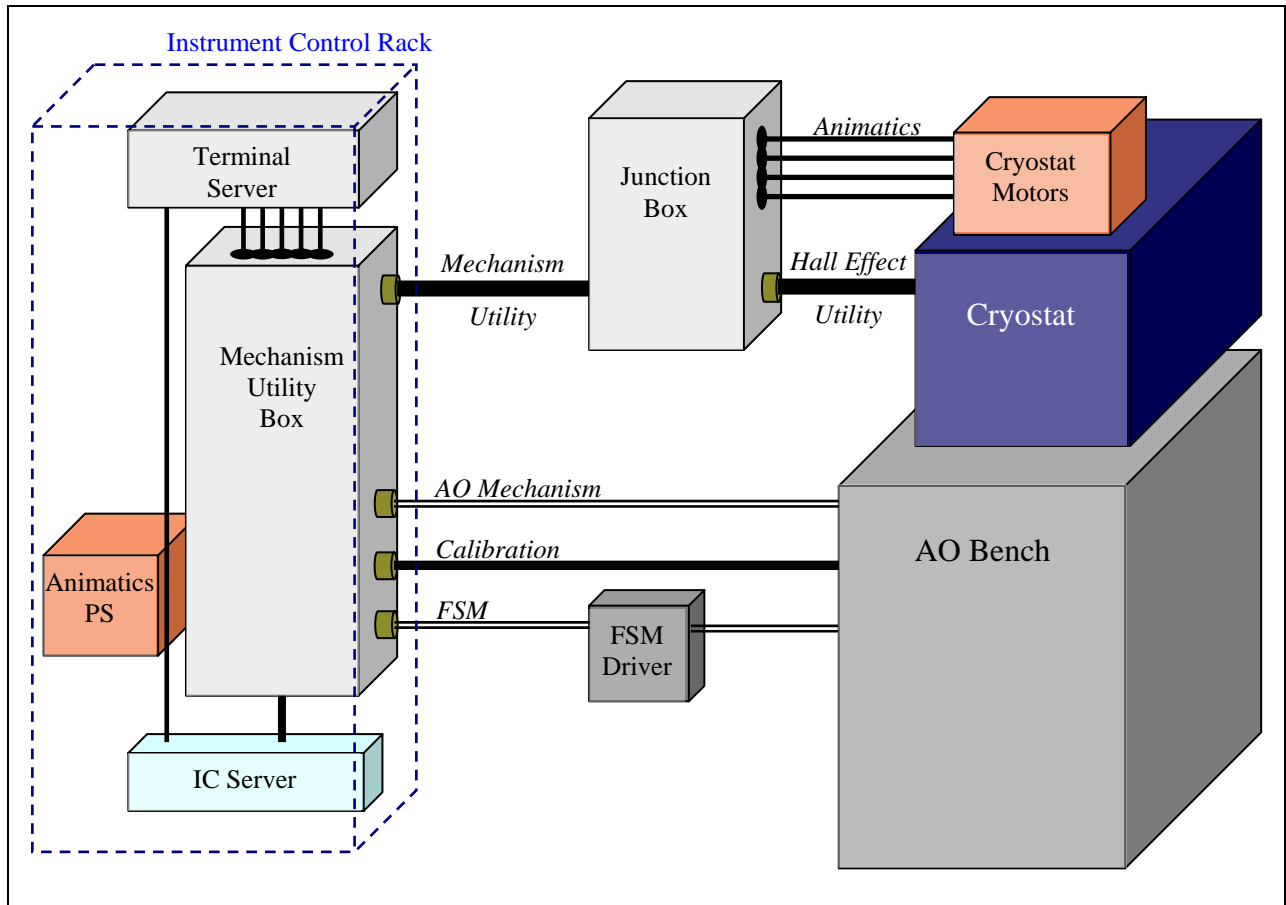 Instrument Control Rack
Terminal
Server
Mechanism
Utility
Box
Animatics
PS
IC Server
Mechanism
Utility
Junction
Box
Animatics
Hall Effect
Utility
Cryostat
Motors
Cryostat
AO Mechanism
Calibration
FSM
FSM
Driver
AO Bench